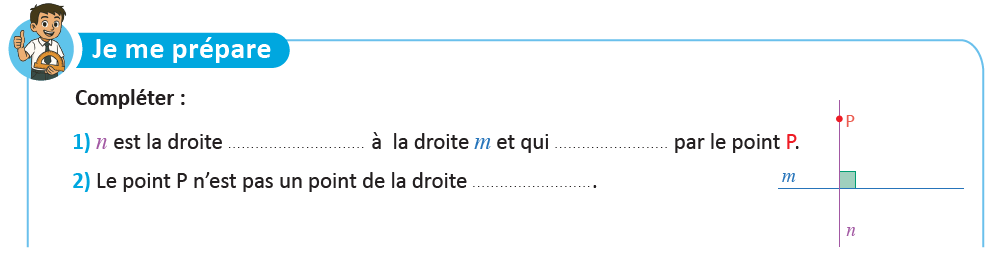 Je me prépare
Compléter :
1) n est la droite ............................. à la droite m et qui ........................ par le point P.
2) Le point P n'est pas un point de la droite ..........................
P
m
n